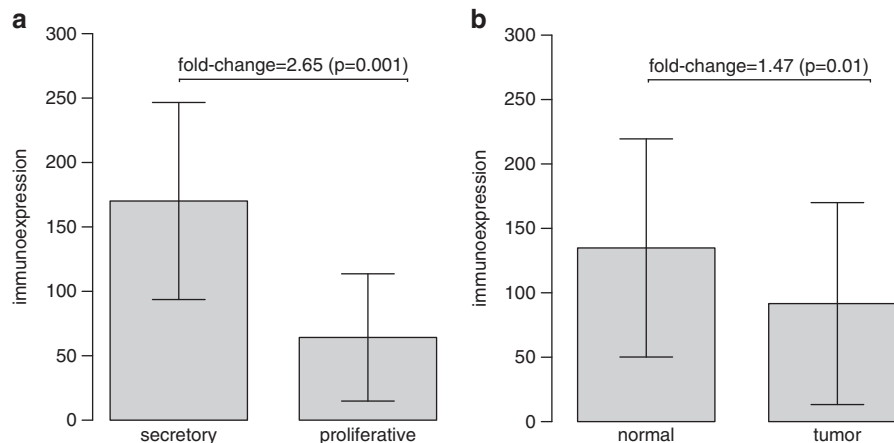 a
fold-change=2.65 (p=0.001)
immunoexpression
300
250
200
150
100
50
0
secretory
proliferative
b
fold-change=1.47 (p=0.01)
immunoexpression
300
250
200
150
100
50
0
normal
tumor